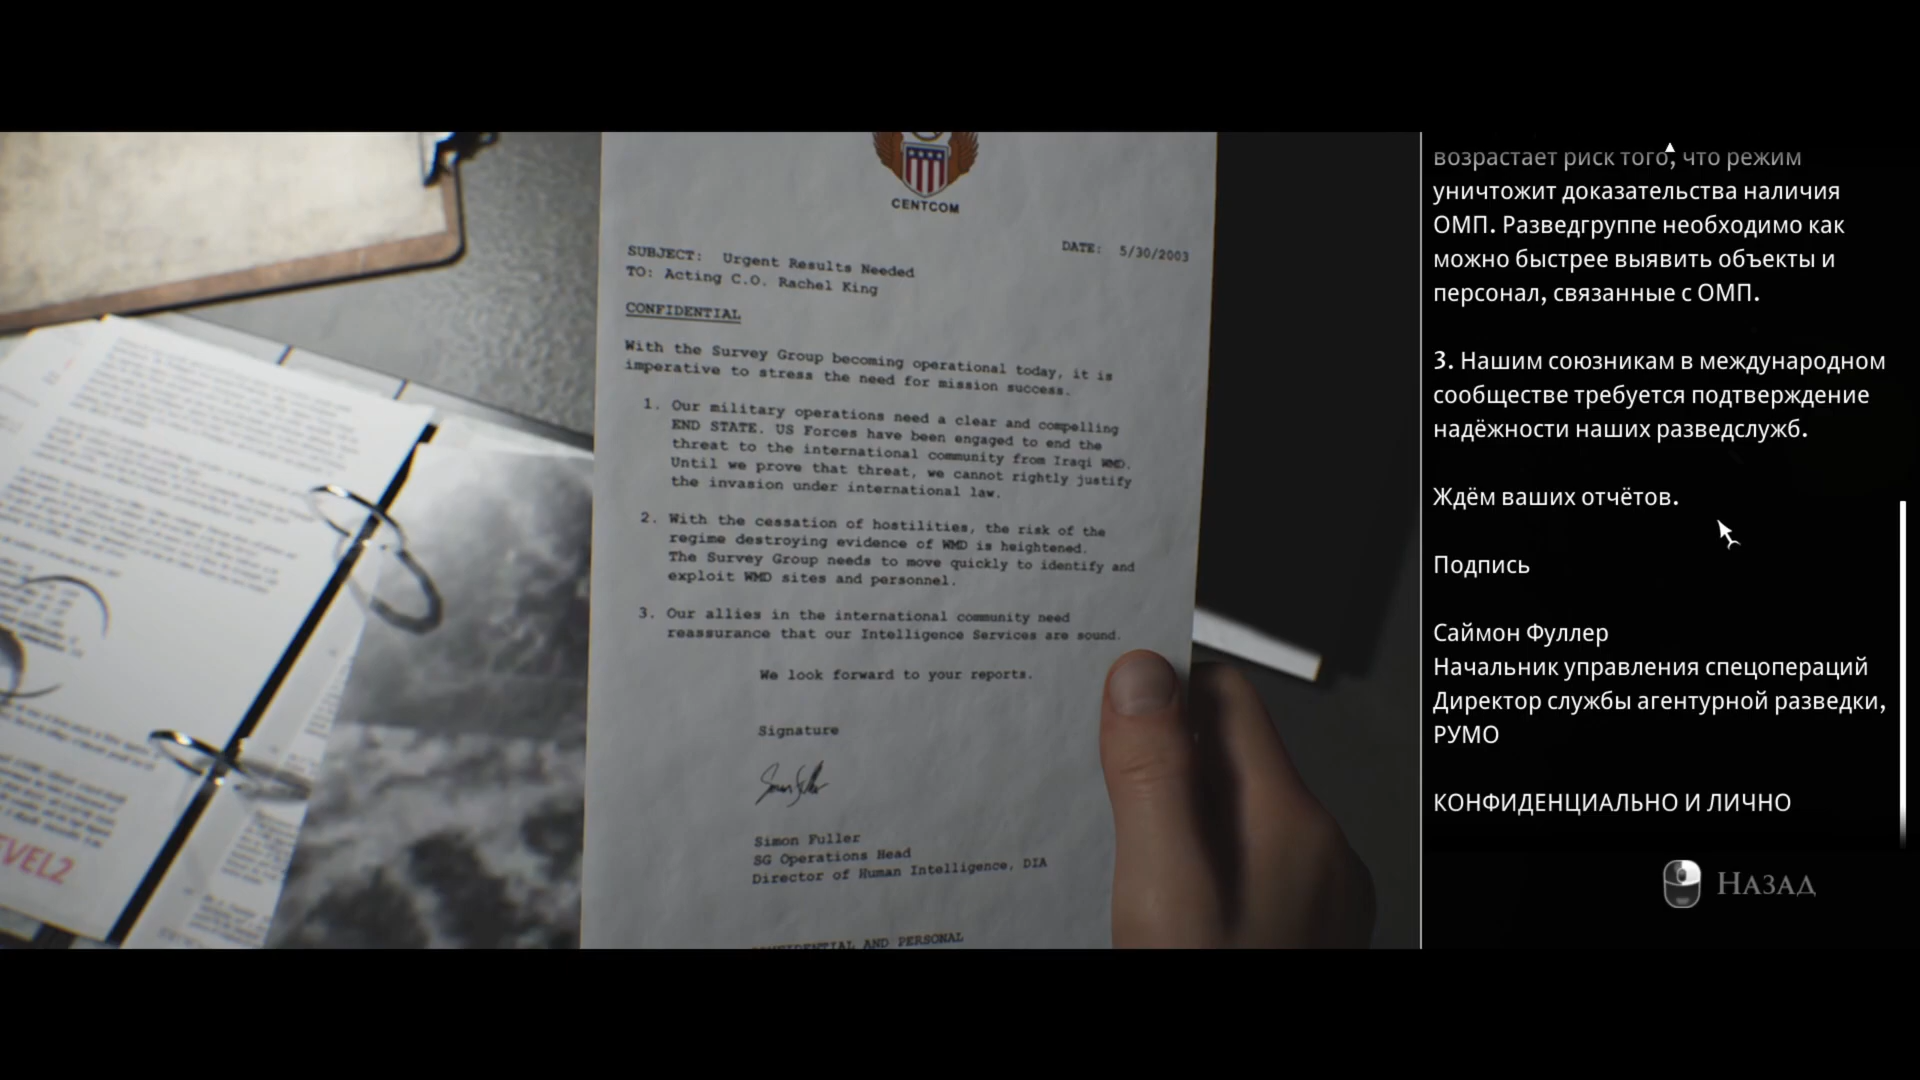 CENTCOM
DATE: 5/30/2003
SUBJECT: Urgent Results Needed
TO: Acting C.O. Rachel King
CONFIDENTIAL
With the Survey Group becoming operational today, it is
imperative to stress the need for mission success.
1. Our military operations need a clear and compelling
END STATE. US Forces have been engaged to end the
threat to the international community from Iraqi WMD.
Until we prove that threat, we cannot rightly justify
the invasion under international law.
2. With the cessation of hostilities, the risk of the
regime destroying evidence of WMD is heightened.
The Survey Group needs to move quickly to identify and
exploit WMD sites and personnel.
3. Our allies in the international community need
reassurance that our Intelligence Services are sound.
We look forward to your reports.
Signature
Simon Fuller
SG Operations Head
Director of Human Intelligence, DIA
CONFIDENTIAL AND PERSONAL
EVEL2
возрастает риск того, что режим
уничтожит доказательства наличия
ОМП. Разведгруппе необходимо как
можно быстрее выявить объекты и
персонал, связанные с ОМП.
3. Нашим союзникам в международном
сообществе требуется подтверждение
надёжности наших разведслужб.
Ждём ваших отчётов.
Подпись
Саймон Фуллер
Начальник управления спецопераций
Директор службы агентурной разведки,
РУМО
КОНФИДЕНЦИАЛЬНО И ЛИЧНО
Назад